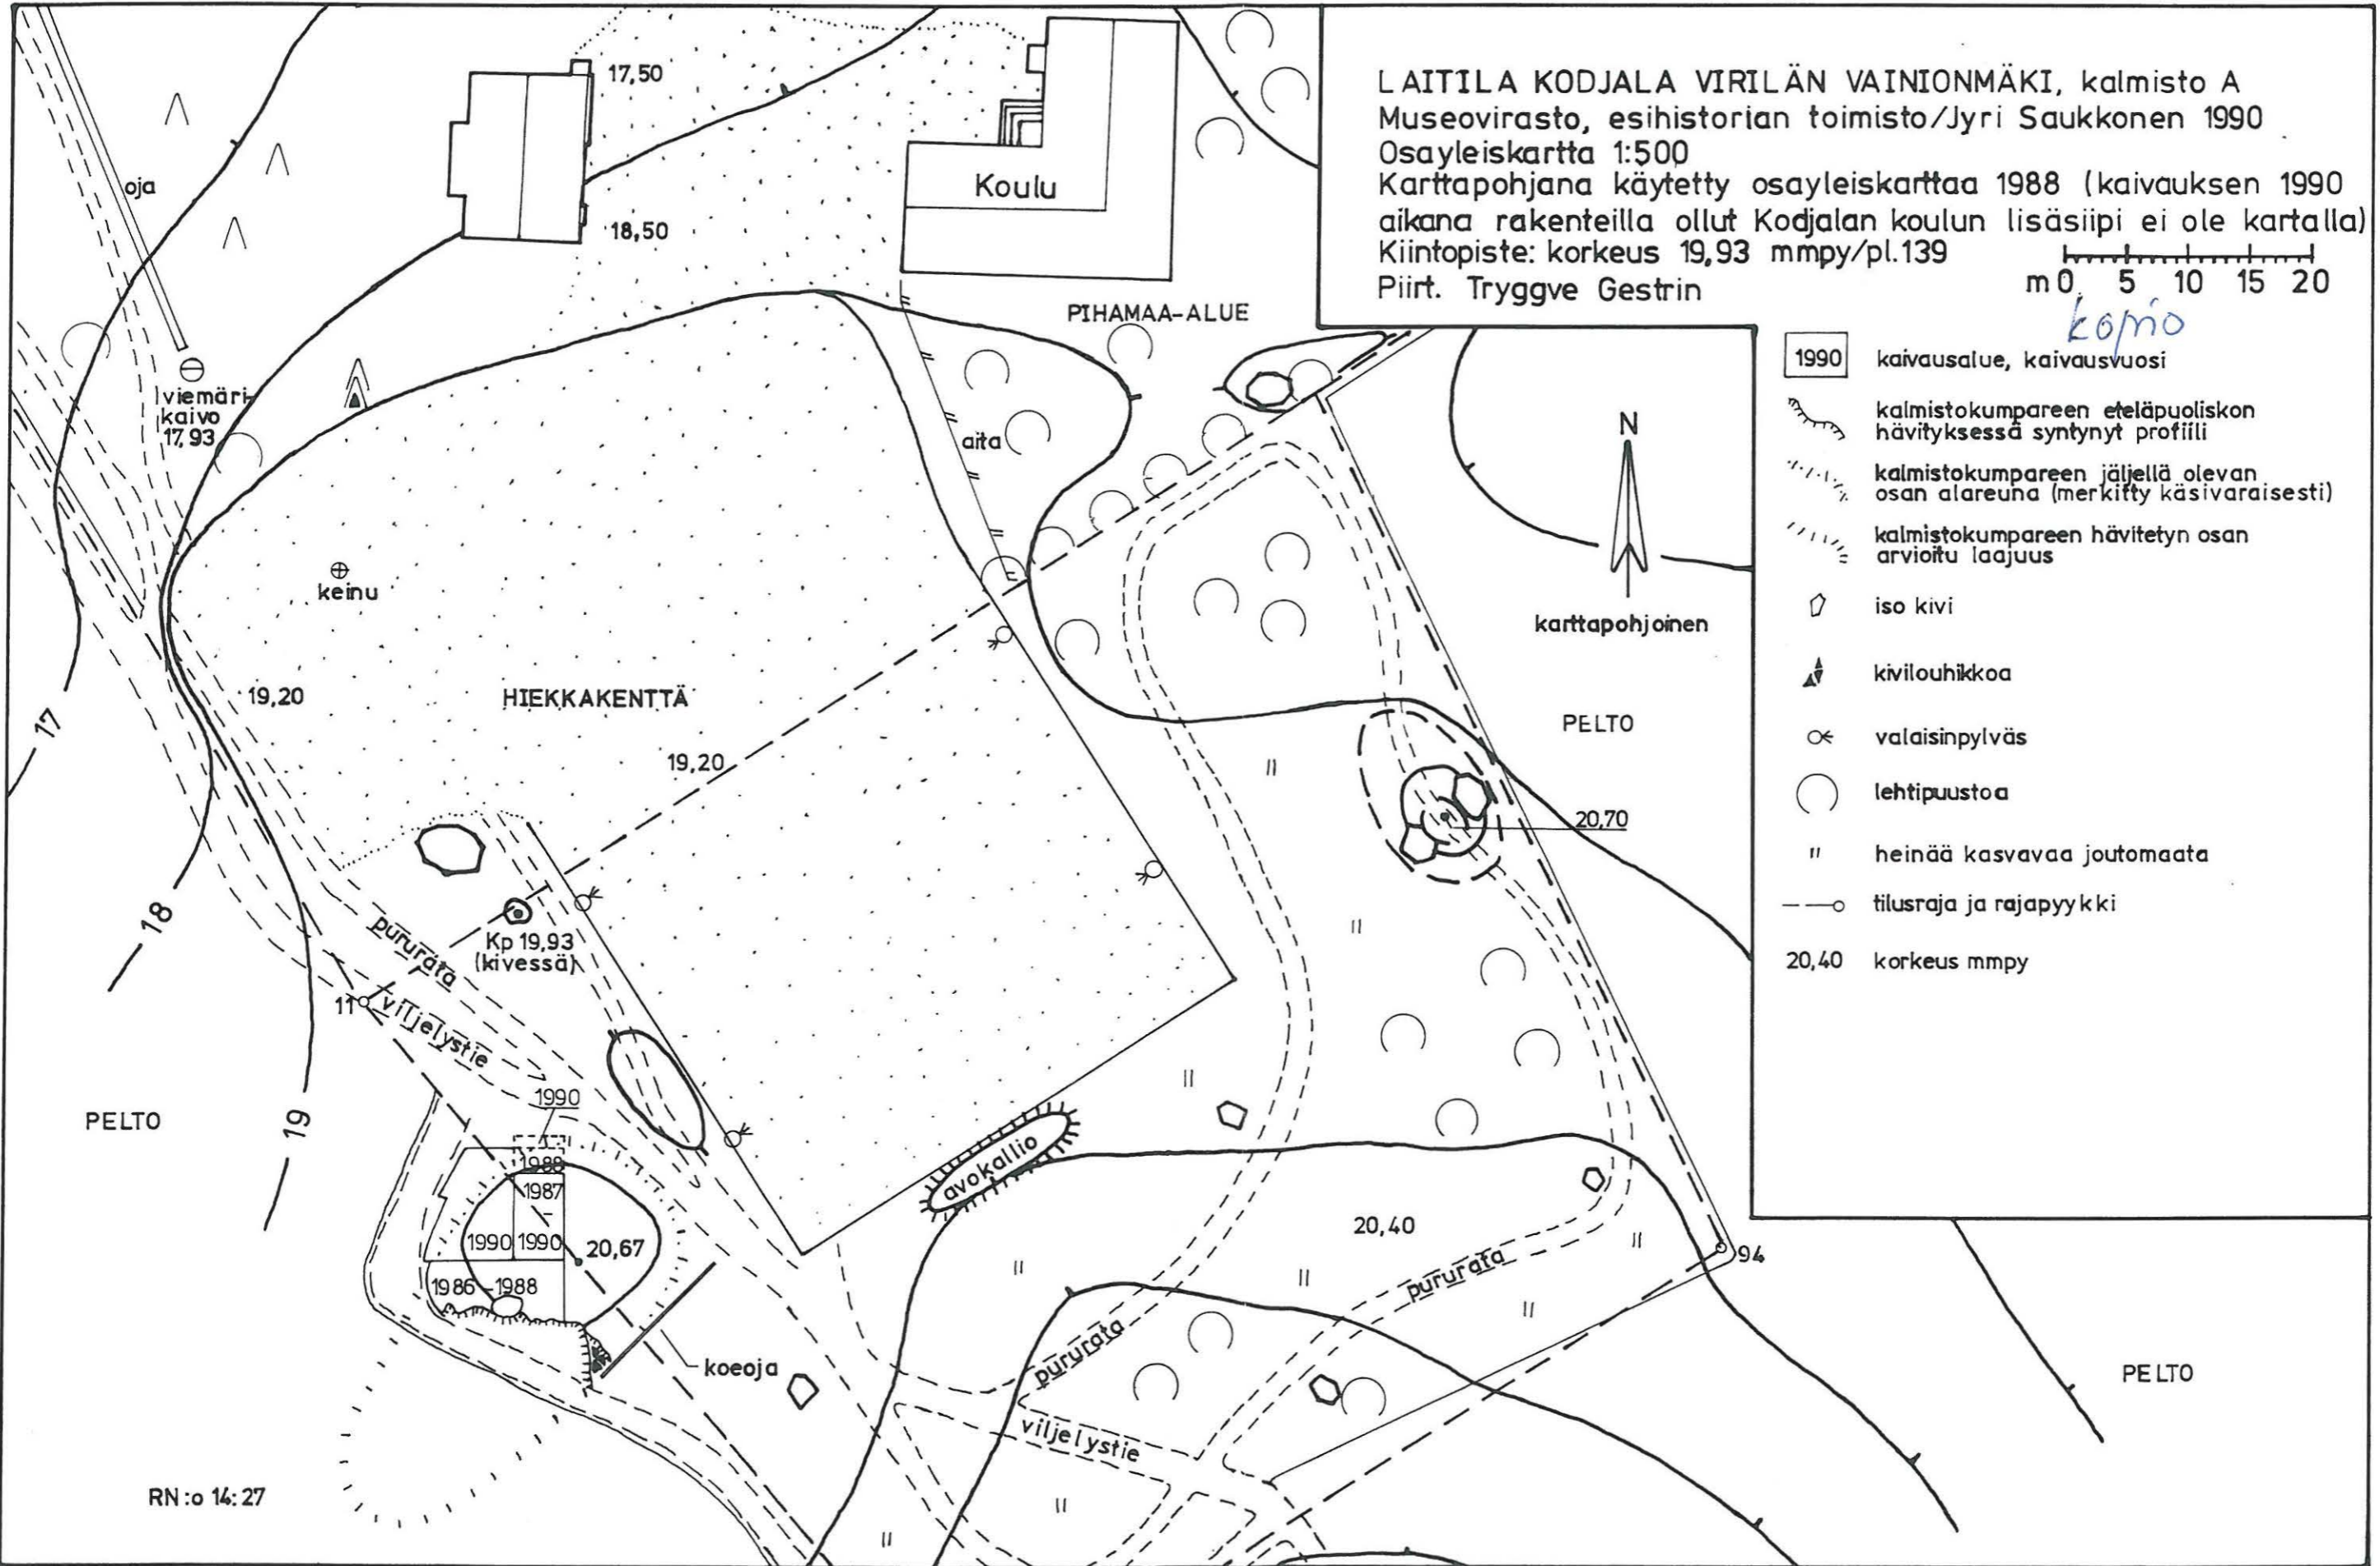 LAITILA KODJALA VIRILÄN VAINIONMÄKI, kalmisto A
Museovirasto, esihistorian toimisto/Jyri Saukkonen 1990
Osayleiskartta 1:500
Karttapohjana käytetty osayleiskarttaa 1988 (kaivauksen 1990
aikana rakenteilla ollut Kodjalan koulun lisäsiipi ei ole kartalla)
Kiintopiste: korkeus 19,93 mmpy/pl.139
Piirt. Tryggve Gestrin
m 0 5 10 15 20
kopio
1990 kaivausalue, kaivausvuosi
kalmistokumpareen eteläpuoliskon
hävityksessä syntynyt profiili
kalmistokumpareen jäljellä olevan
osan alareuna (merkitty käsivaraisesti)
kalmistokumpareen hävitetyn osan
arvioitu laajuus
iso kivi
kivilouhikkoa
valaisinpylväs
lehtipuustoa
heinää kasvavaa joutomaata
tilusraja ja rajapyykki
20,40 korkeus mmpy
N
karttapohjoinen
17,50
oja
Koulu
18,50
PIHAMAA-ALUE
viemäri-
kaivo
17,93
aita
keinu
19,20
HIEKKAKENTTÄ
17
PELTO
19,20
20,70
18
pururata
Kp 19,93
(kivessä)
11
viljelystie
1990
PELTO
19
avokallio
1988
1987
-
1990
1990
20,67
20,40
94
1986 - 1988
pururata
pururata
koeoja
PELTO
viljelystie
RN:o 14:27